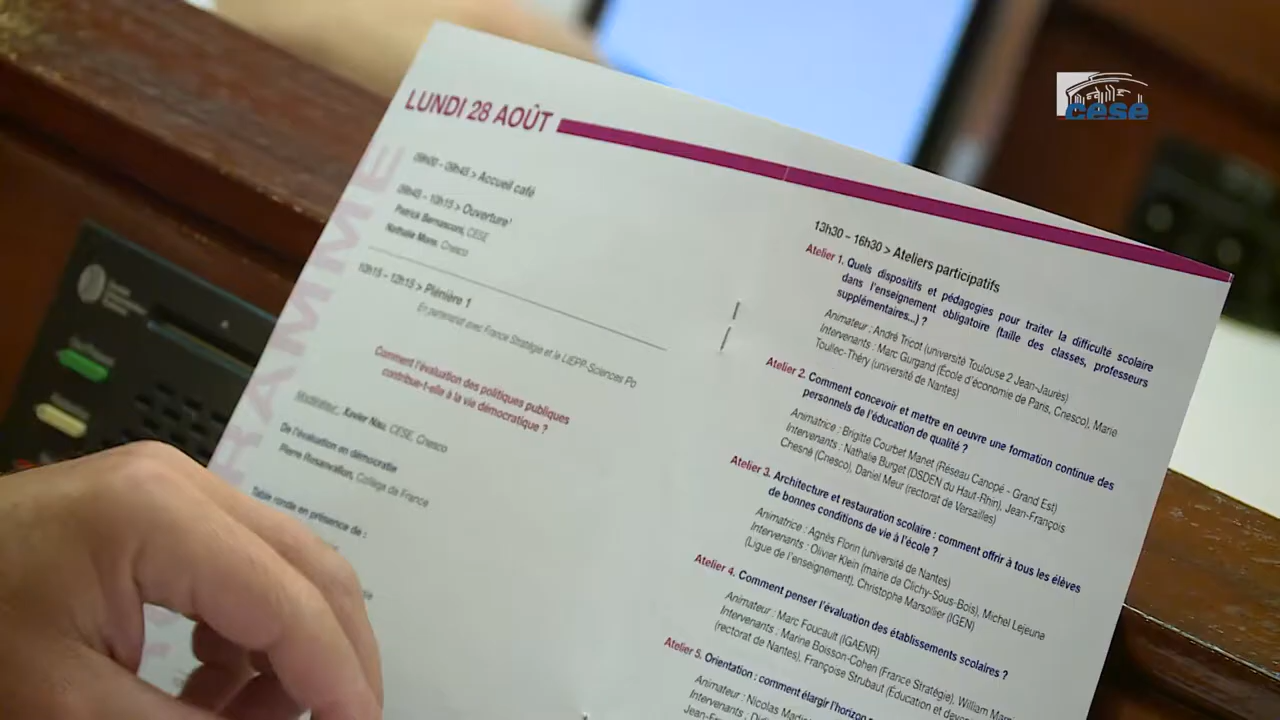 cese
LUNDI 28 AOÛT
09h00 - 09h45 > Accueil café
09h45 - 10h15 > Ouverture
Patrick Bernasconi, CESE
Nathalie Mons, Cnesco
10h15 - 12h15 > Plénière 1
En partenariat avec France Stratégie et le LIEPP-Sciences Po
Comment l'évaluation des politiques publiques
contribue-t-elle à la vie démocratique ?
Modérateur : Xavier Nau, CESE, Cnesco
De l'évaluation en démocratie
Pierre Rosanvallon, Collège de France
Table ronde en présence de :
13h30 – 16h30 > Ateliers participatifs
Atelier 1. Quels dispositifs et pédagogies pour traiter la difficulté scolaire
dans l'enseignement obligatoire (taille des classes, professeurs
supplémentaires...) ?
Animateur : André Tricot (université Toulouse 2 Jean-Jaurès)
Intervenants : Marc Gurgand (École d'économie de Paris, Cnesco), Marie
Toullec-Théry (université de Nantes)
Atelier 2. Comment concevoir et mettre en oeuvre une formation continue des
personnels de l'éducation de qualité ?
Animatrice : Brigitte Courbet Manet (Réseau Canopé - Grand Est)
Intervenants : Nathalie Burget (DSDEN du Haut-Rhin), Jean-François
Chesné (Cnesco), Daniel Meur (rectorat de Versailles)
Atelier 3. Architecture et restauration scolaire : comment offrir à tous les élèves
de bonnes conditions de vie à l'école ?
Animatrice : Agnès Florin (université de Nantes)
Intervenants : Olivier Klein (maire de Clichy-Sous-Bois), Michel Lejeune
(Ligue de l'enseignement), Christophe Marsollier (IGEN)
Atelier 4. Comment penser l'évaluation des établissements scolaires ?
Animateur : Marc Foucault (IGAENR)
Intervenants : Marine Boisson-Cohen (France Stratégie), William
(rectorat de Nantes), Françoise Strubaut (Éducation et
Atelier 5. Orientation : comment élargir l'horizon
Animateur : Nicolas
Intervenants :